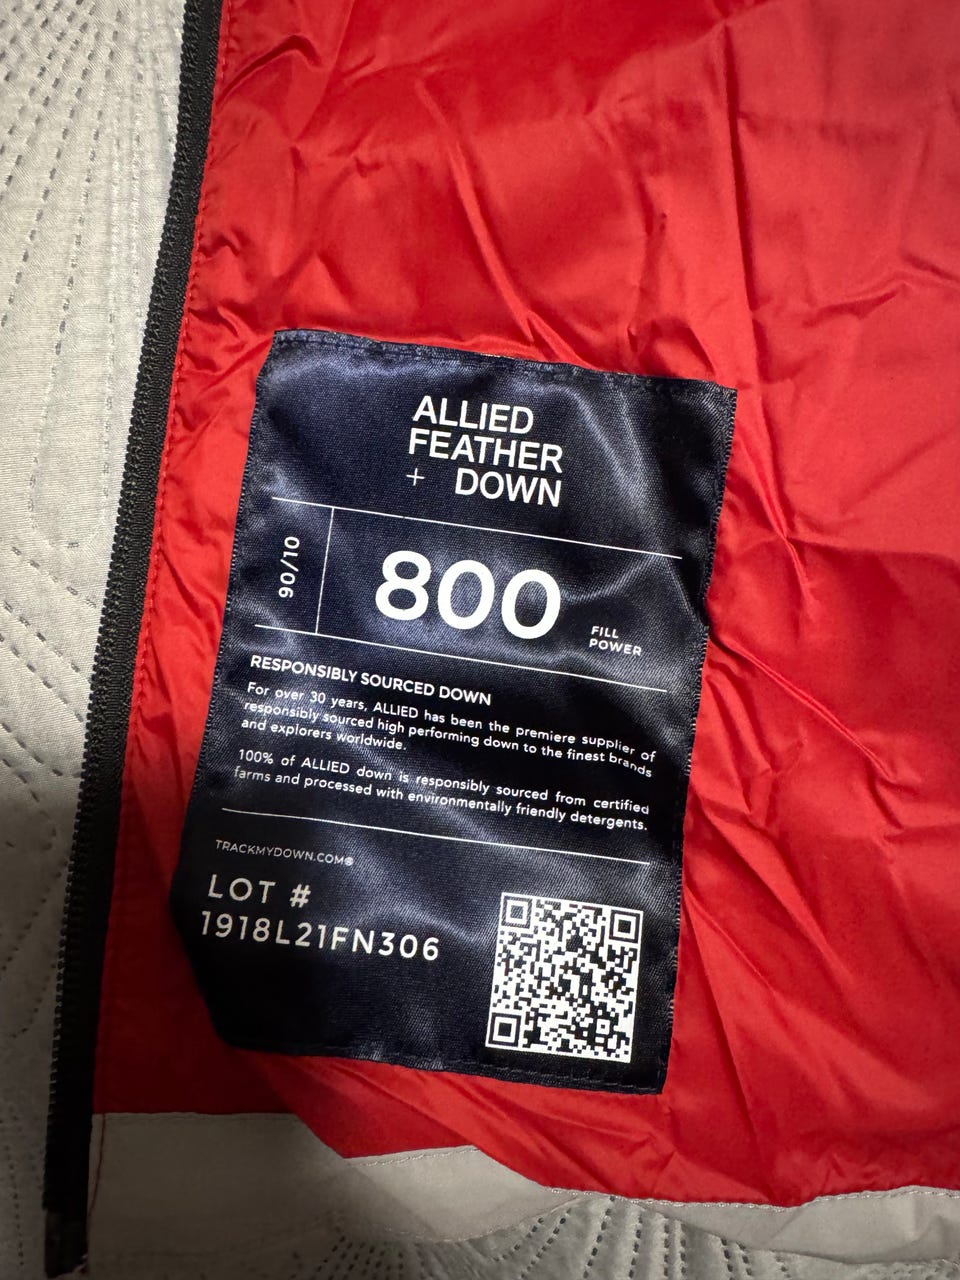 ALLIED
FEATHER
+ DOWN
90/10
800
FILL
POWER
RESPONSIBLY SOURCED DOWN
For over 30 years, ALLIED has been the premiere supplier of
responsibly sourced high performing down to the finest brands
and explorers worldwide.
100% of ALLIED down is responsibly sourced from certified
farms and processed with environmentally friendly detergents.
TRACKMYDOWN.COM®
LOT #
1918L21FN306